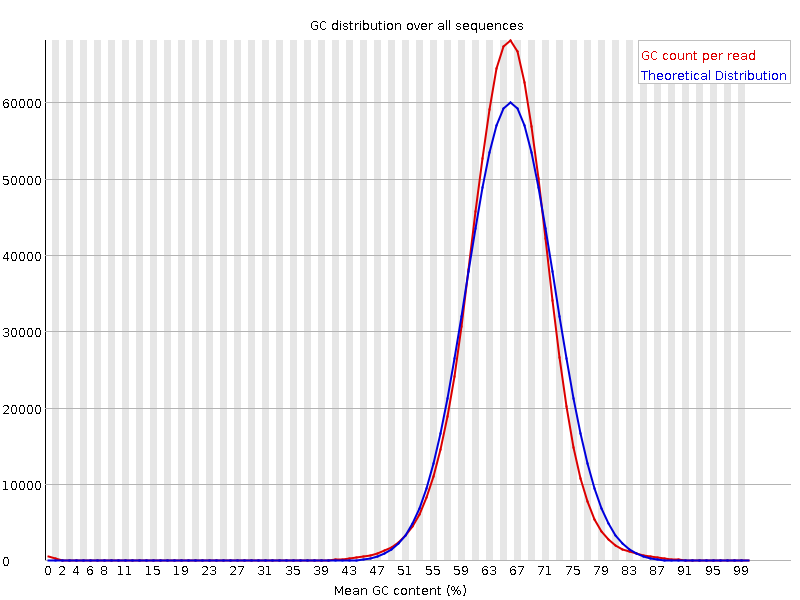 GC distribution over all sequences
GC count per read
Theoretical Distribution
60000
50000
40000
30000
20000
10000
0
0 2 4 6 8 11 15 19 23 27 31 35 39 43 47 51 55 59 63 67 71 75 79 83 87 91 95 99
Mean GC content (%)